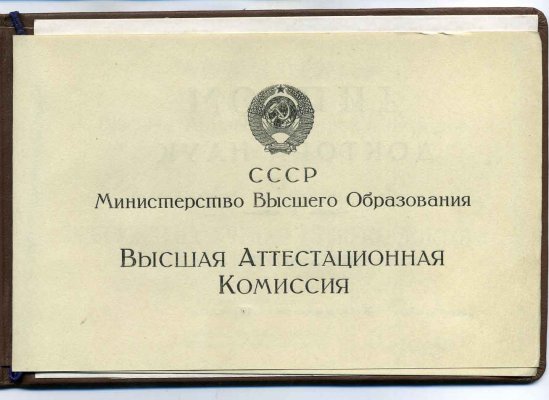 СССР
Министерство Высшего Образования
Высшая Аттестационная
Комиссия